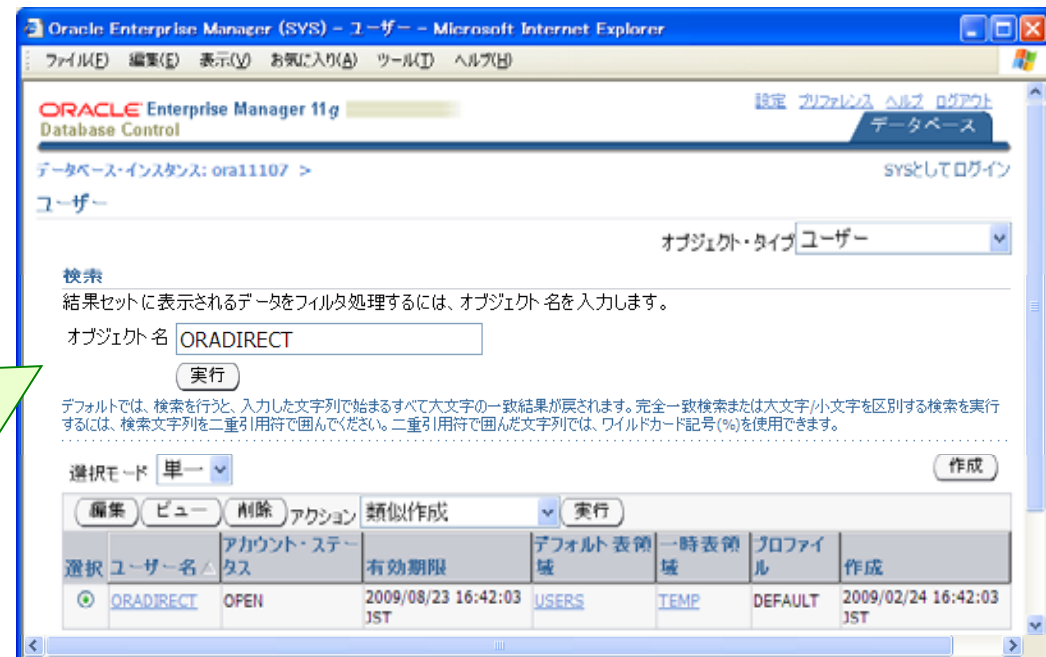 Oracle Enterprise Manager (SYS) - ユーザー - Microsoft Internet Explorer
ファイル(F) 編集(E) 表示(V) お気に入り(A) ツール(T) ヘルプ(H)
ORACLE Enterprise Manager 11g
Database Control
設定 プリファレンス ヘルプ ログアウト
データベース
データベース・インスタンス: ora11107 >
SYSとしてログイン
ユーザー
オブジェクト・タイプ ユーザー
検索
結果セットに表示されるデータをフィルタ処理するには、オブジェクト名を入力します。
オブジェクト名 ORADIRECT
実行
デフォルトでは、検索を行うと、入力した文字列で始まるすべて大文字の一致結果が戻されます。完全一致検索または大文字/小文字を区別する検索を実行
するには、検索文字列を二重引用符で囲んでください。二重引用符で囲んだ文字列では、ワイルドカード記号(%)を使用できます。
選択モード 単一
作成
編集 ビュー 削除 アクション 類似作成 実行
選択 ユーザー名 アカウント・ステータス 有効期限 デフォルト表領域 一時表領域 プロファイル 作成
ORADIRECT OPEN 2009/08/23 16:42:03 JST USERS TEMP DEFAULT 2009/02/24 16:42:03 JST